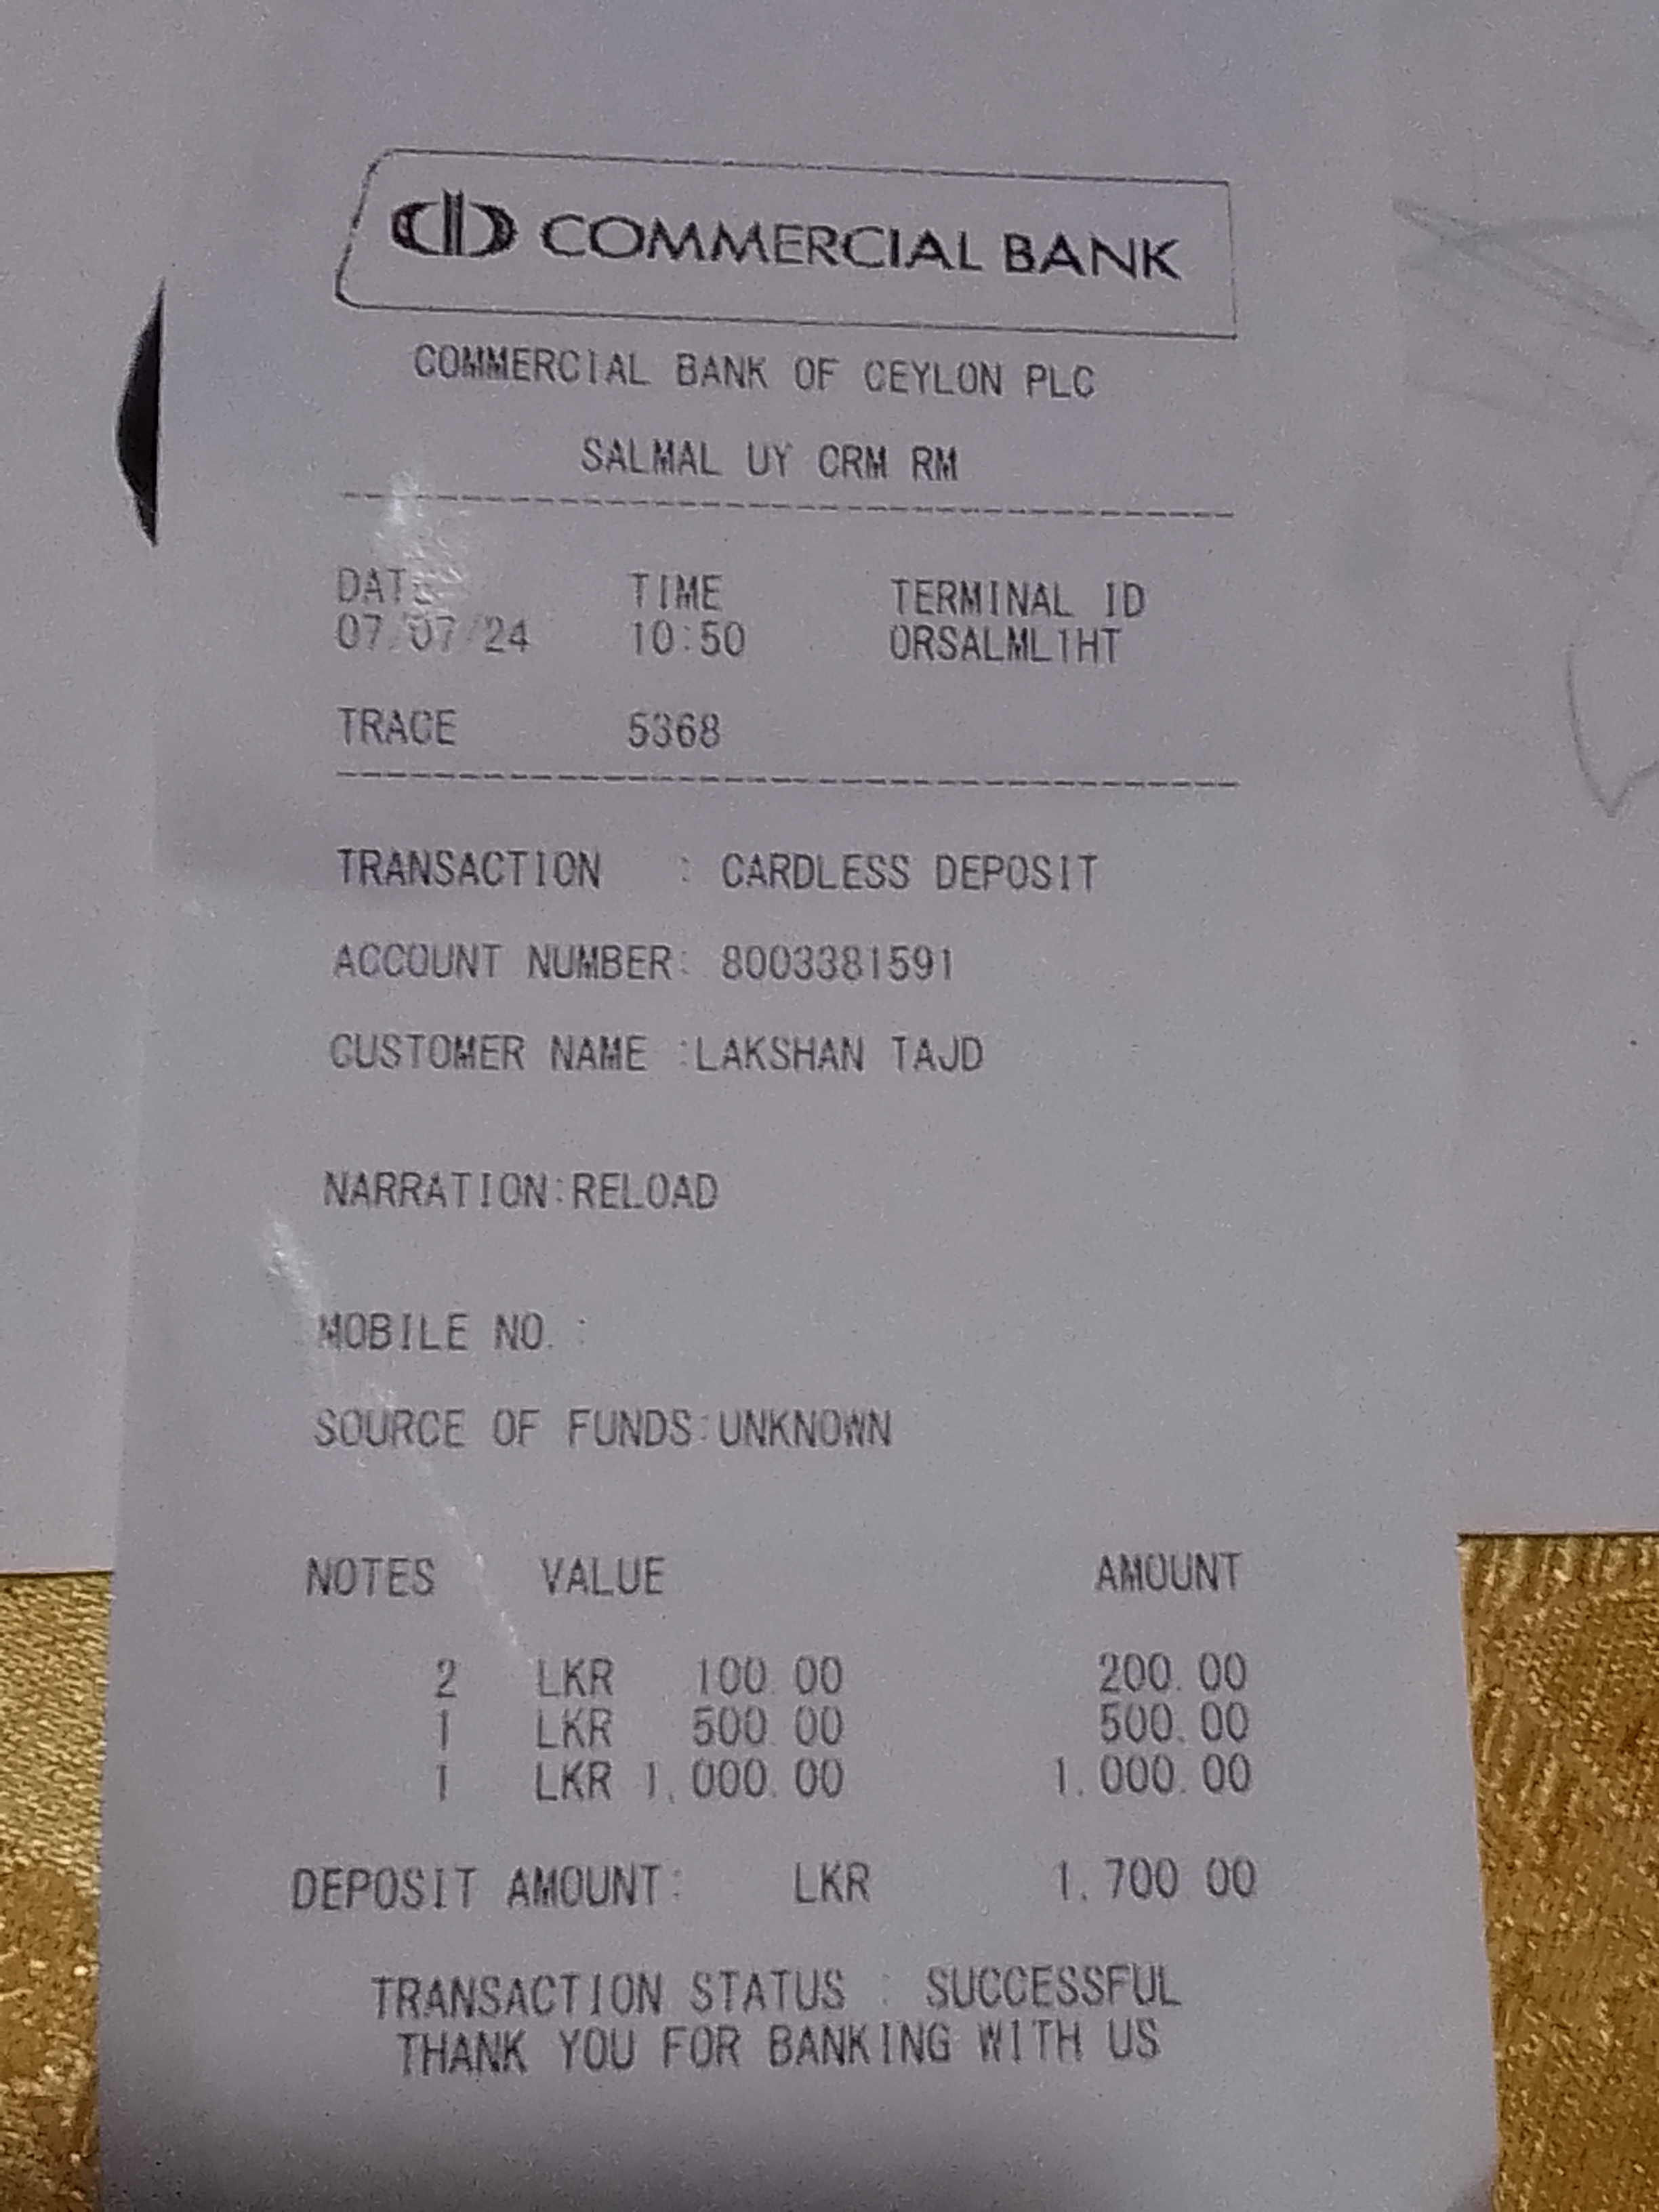 COMMERCIAL BANK
COMMERCIAL BANK OF CEYLON PLC
SALMAL UY CRM RM
DATE TIME TERMINAL ID
07/07/24 10:50 ORSALML1HT
TRACE 5368
TRANSACTION : CARDLESS DEPOSIT
ACCOUNT NUMBER: 8003381591
CUSTOMER NAME :LAKSHAN TAJD
NARRATION:RELOAD
MOBILE NO. :
SOURCE OF FUNDS:UNKNOWN
NOTES VALUE AMOUNT
2 LKR 100.00 200.00
1 LKR 500.00 500.00
1 LKR 1,000.00 1,000.00
DEPOSIT AMOUNT: LKR 1,700.00
TRANSACTION STATUS : SUCCESSFUL
THANK YOU FOR BANKING WITH US